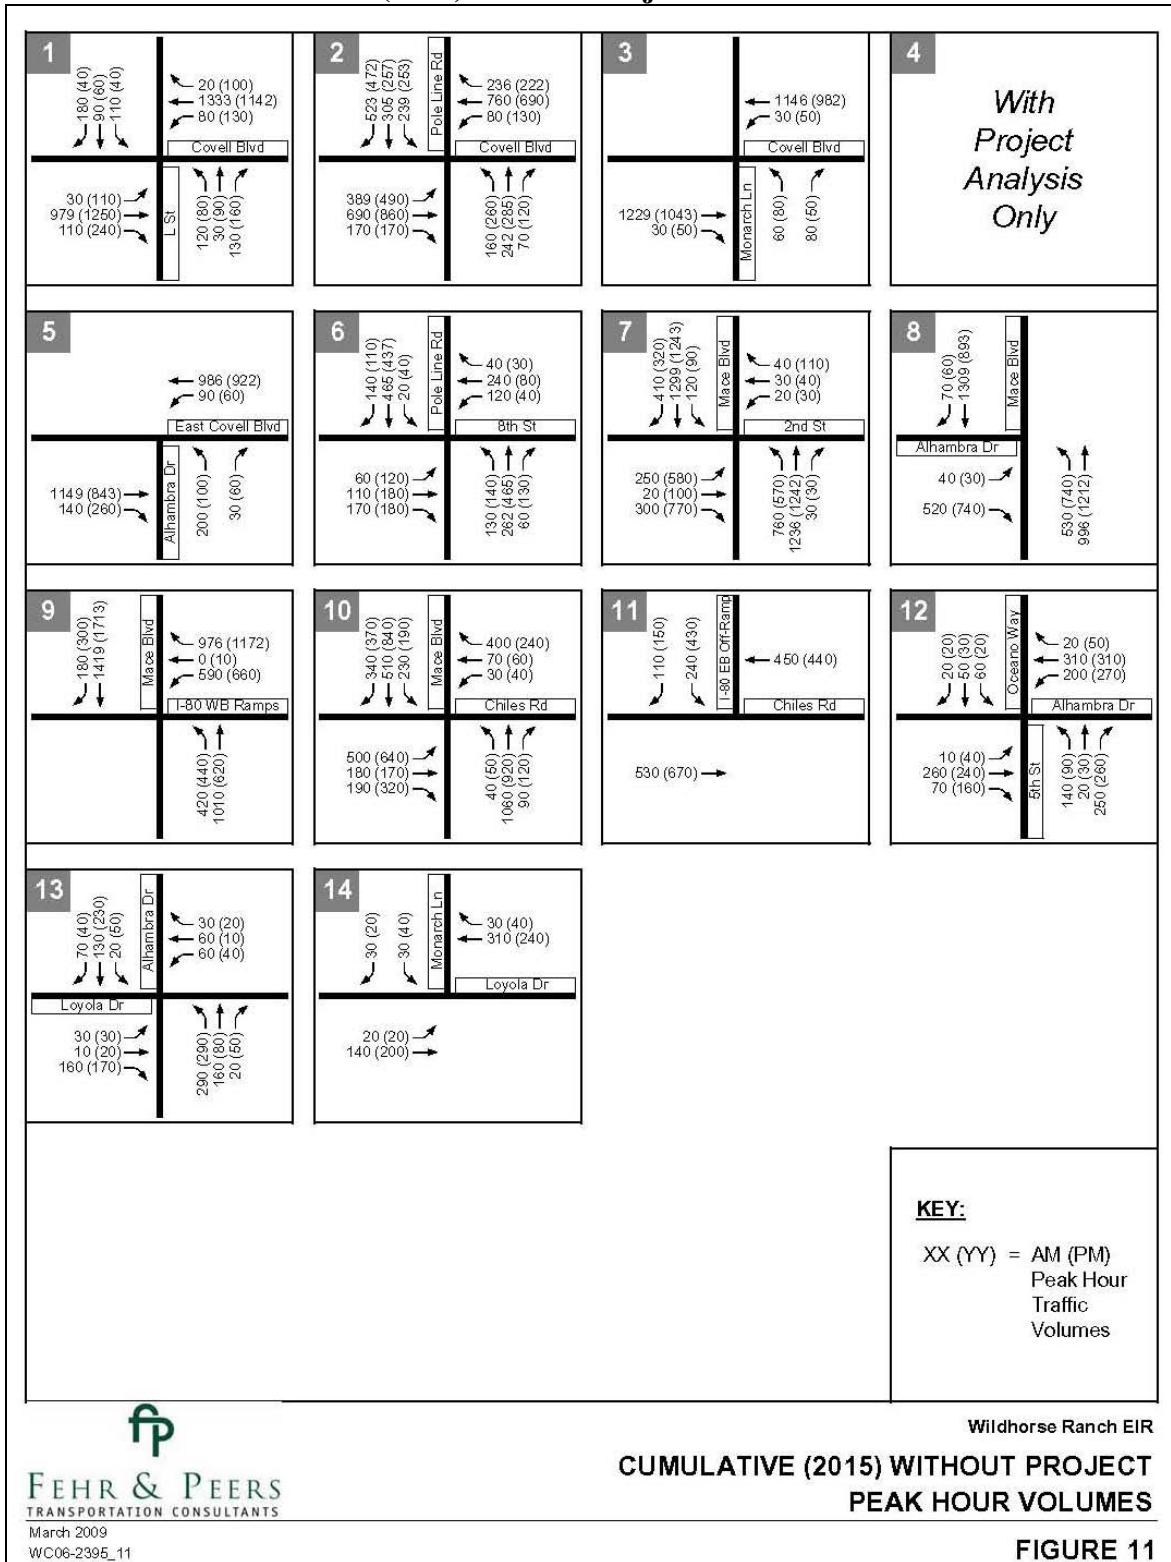 1
180 (40)
90 (60)
110 (40)
20 (100)
1333 (1142)
80 (130)
Covell Blvd
30 (110)
979 (1250)
110 (240)
L St
120 (80)
30 (90)
130 (160)
2
523 (472)
305 (257)
239 (253)
Pole Line Rd
236 (222)
760 (690)
80 (130)
Covell Blvd
389 (490)
690 (860)
170 (170)
160 (260)
242 (285)
70 (120)
3
1146 (982)
30 (50)
Covell Blvd
1229 (1043)
30 (50)
Monarch Ln
60 (80)
80 (50)
4
With
Project
Analysis
Only
5
986 (922)
90 (60)
East Covell Blvd
1149 (843)
140 (260)
Alhambra Dr
200 (100)
30 (60)
6
140 (110)
465 (437)
20 (40)
Pole Line Rd
40 (30)
240 (80)
120 (40)
8th St
60 (120)
110 (180)
170 (180)
130 (140)
262 (465)
60 (130)
7
410 (320)
1299 (1243)
120 (90)
Mace Blvd
40 (110)
30 (40)
20 (30)
2nd St
250 (580)
20 (100)
300 (770)
760 (570)
1236 (1242)
30 (30)
8
70 (60)
1309 (893)
Mace Blvd
Alhambra Dr
40 (30)
520 (740)
530 (740)
996 (1212)
9
180 (300)
1419 (1713)
Mace Blvd
976 (1172)
0 (10)
590 (660)
I-80 WB Ramps
420 (440)
1010 (620)
10
340 (370)
510 (840)
230 (190)
Mace Blvd
400 (240)
70 (60)
30 (40)
Chiles Rd
500 (640)
180 (170)
190 (320)
40 (50)
1060 (920)
90 (120)
11
110 (150)
240 (430)
I-80 EB Off-Ramp
450 (440)
Chiles Rd
530 (670)
12
20 (20)
50 (30)
60 (20)
Oceano Way
20 (50)
310 (310)
200 (270)
Alhambra Dr
10 (40)
260 (240)
70 (160)
5th St
140 (90)
20 (30)
250 (260)
13
70 (40)
130 (230)
20 (50)
Alhambra Dr
30 (20)
60 (10)
60 (40)
Loyola Dr
30 (30)
10 (20)
160 (170)
290 (290)
160 (80)
20 (50)
14
30 (20)
30 (40)
Monarch Ln
30 (40)
310 (240)
Loyola Dr
20 (20)
140 (200)
KEY:
XX (YY) = AM (PM)
Peak Hour
Traffic
Volumes
fp
FEHR & PEERS
TRANSPORTATION CONSULTANTS
March 2009
WC06-2395_11
Wildhorse Ranch EIR
CUMULATIVE (2015) WITHOUT PROJECT
PEAK HOUR VOLUMES
FIGURE 11